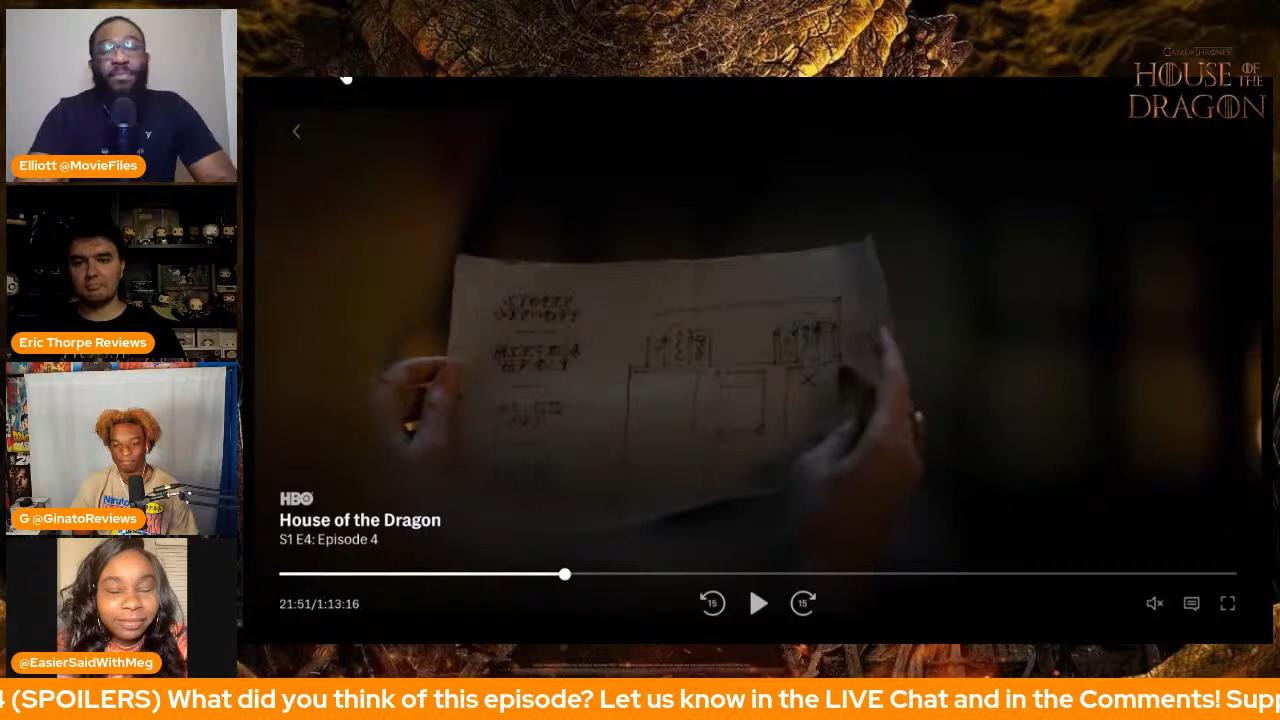 Elliott @MovieFiles
Eric Thorpe Reviews
G @GinatoReviews
@EasierSaidWithMeg
GAME OF THRONES
HOUSE OF THE
DRAGON
HBO
House of the Dragon
S1 E4: Episode 4
21:51/1:13:16
15
15
4 (SPOILERS) What did you think of this episode? Let us know in the LIVE Chat and in the Comments! Supp